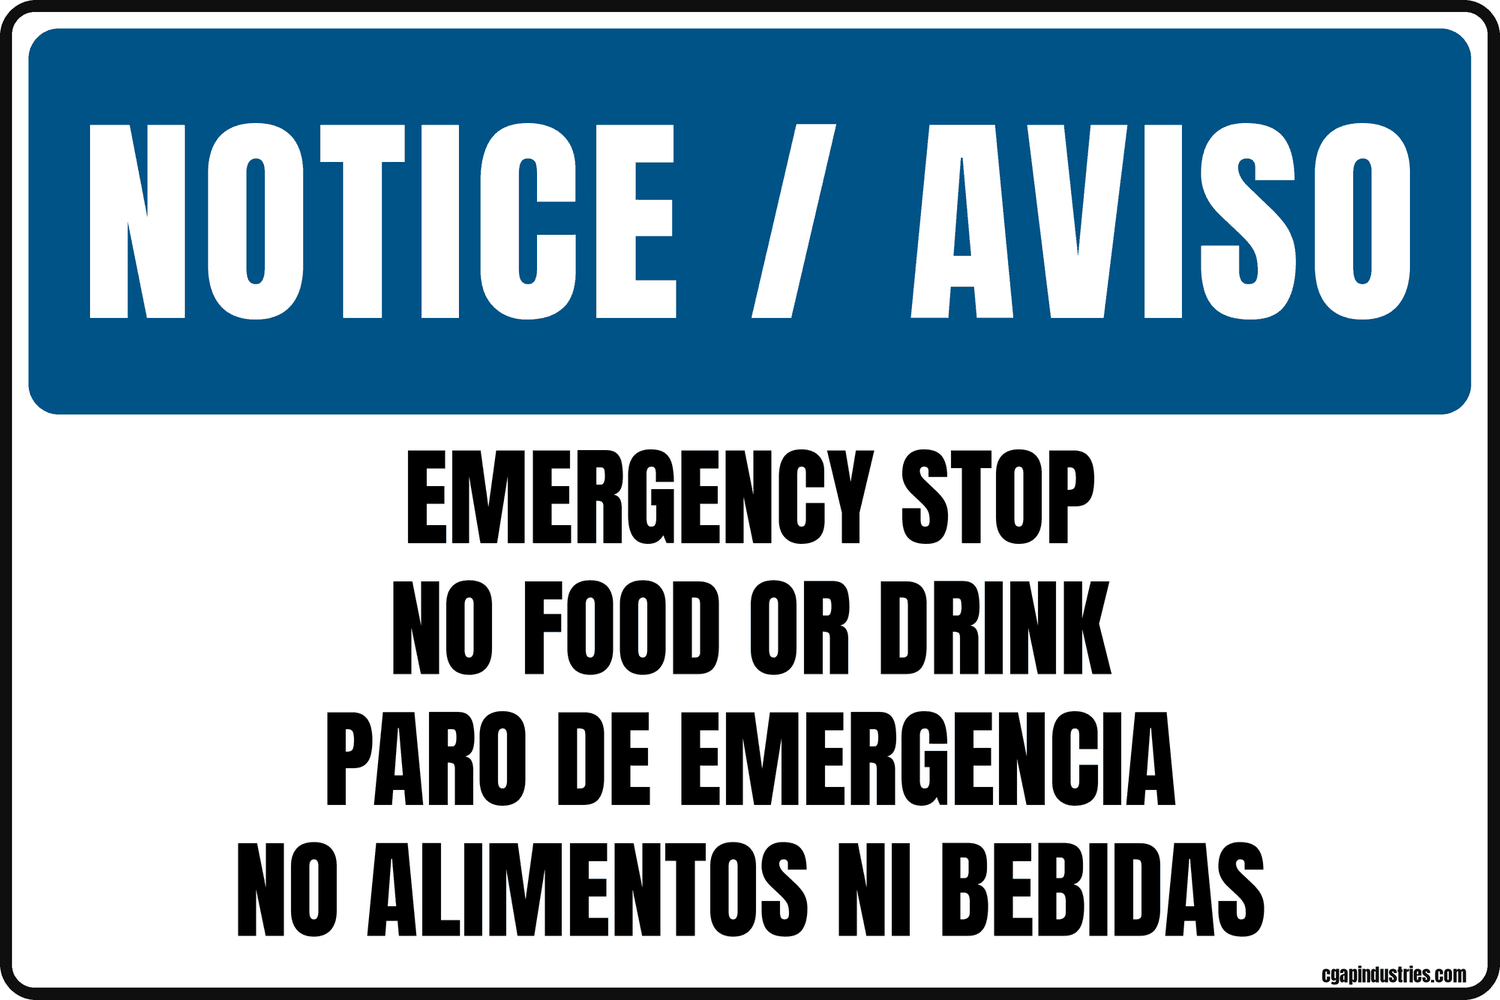 NOTICE / AVISO
EMERGENCY STOP
NO FOOD OR DRINK
PARO DE EMERGENCIA
NO ALIMENTOS NI BEBIDAS
cgapindustries.com